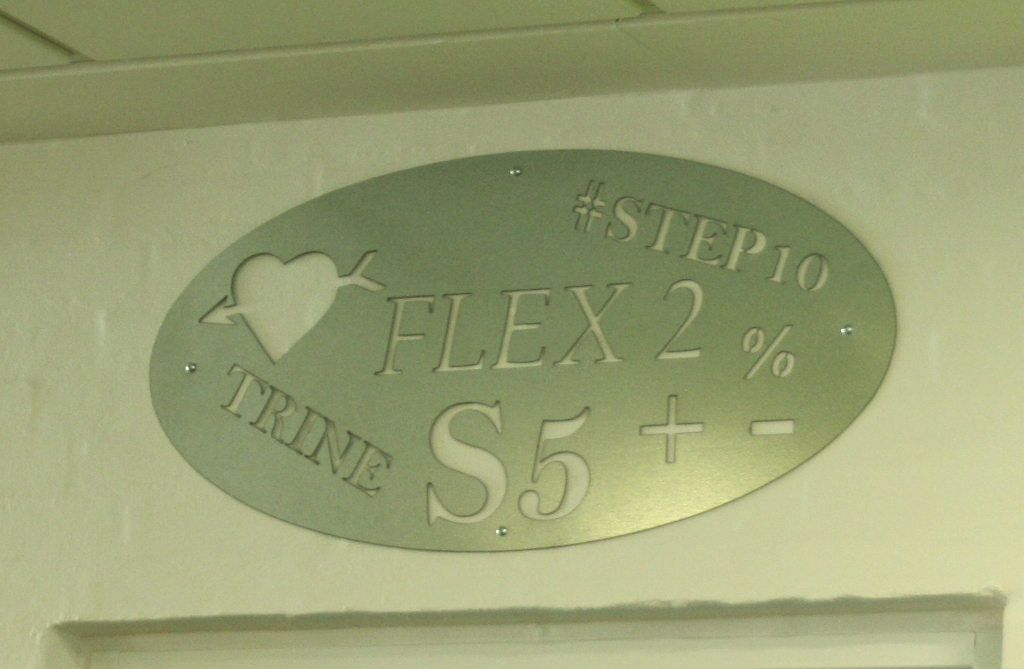 #STEP10
FLEX 2 %
TRINE
S5 + -